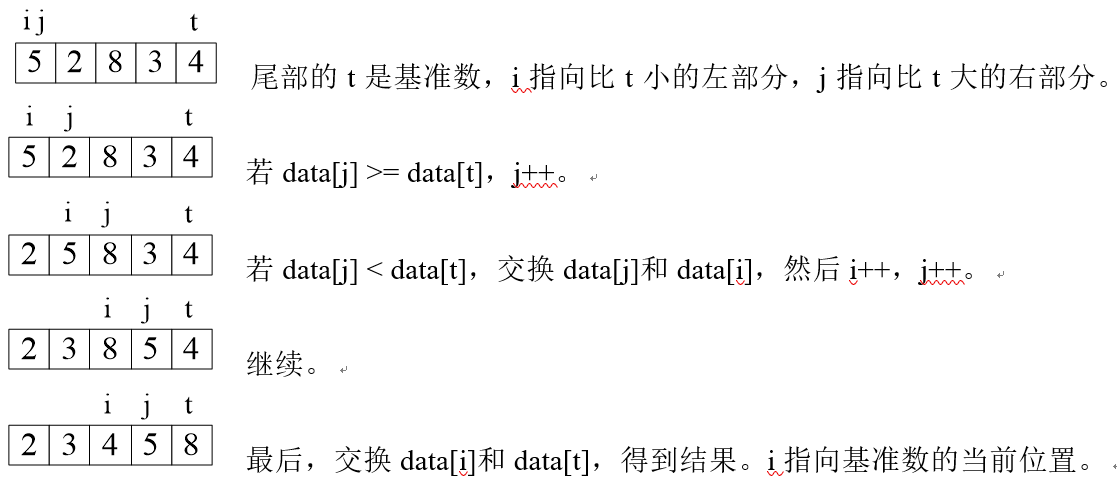 i j t
5 2 8 3 4
尾部的 t 是基准数，i 指向比 t 小的左部分，j 指向比 t 大的右部分。
i j t
5 2 8 3 4
若 data[j] >= data[t]，j++。
i j t
2 5 8 3 4
若 data[j] < data[t]，交换 data[j]和 data[i]，然后 i++，j++。
i j t
2 3 8 5 4
继续。
i j t
2 3 4 5 8
最后，交换 data[i]和 data[t]，得到结果。i 指向基准数的当前位置。